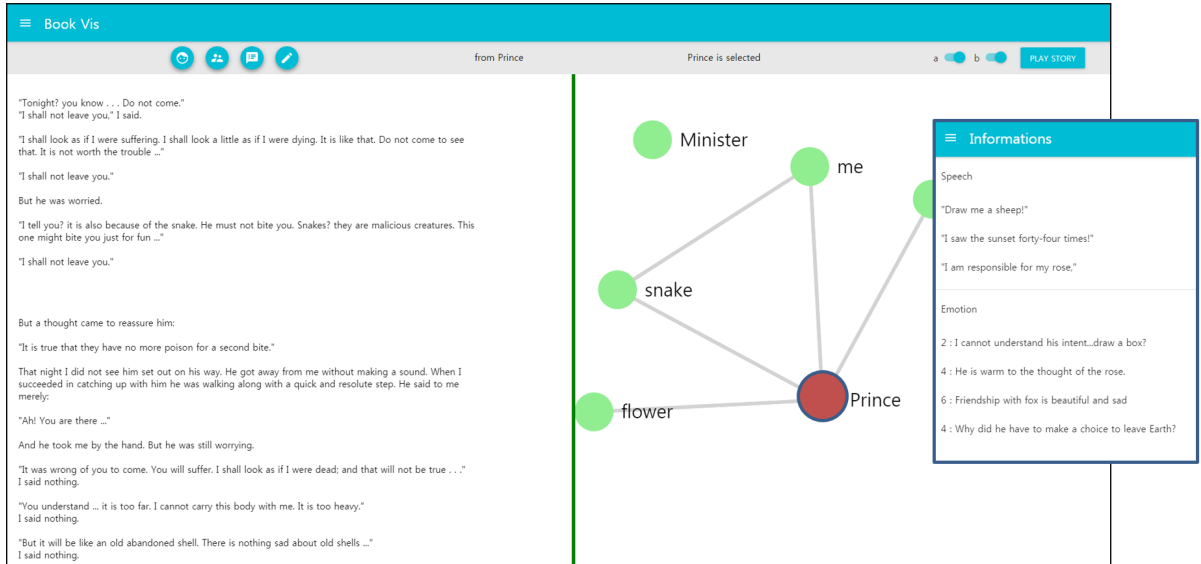 Book Vis
from Prince
Prince is selected
a
b
PLAY STORY
"Tonight? you know . . . Do not come."
"I shall not leave you," I said.
"I shall look as if I were suffering. I shall look a little as if I were dying. It is like that. Do not come to see
that. It is not worth the trouble ..."
"I shall not leave you."
But he was worried.
"I tell you? it is also because of the snake. He must not bite you. Snakes? they are malicious creatures. This
one might bite you just for fun ..."
"I shall not leave you."
But a thought came to reassure him:
"It is true that they have no more poison for a second bite."
That night I did not see him set out on his way. He got away from me without making a sound. When I
succeeded in catching up with him he was walking along with a quick and resolute step. He said to me
merely:
"Ah! You are there ..."
And he took me by the hand. But he was still worrying.
"It was wrong of you to come. You will suffer. I shall look as if I were dead; and that will not be true . . ."
I said nothing.
"You understand ... it is too far. I cannot carry this body with me. It is too heavy."
I said nothing.
"But it will be like an old abandoned shell. There is nothing sad about old shells ..."
I said nothing.
Minister
me
snake
flower
Prince
Informations
Speech
"Draw me a sheep!"
"I saw the sunset forty-four times!"
"I am responsible for my rose,"
Emotion
2 : I cannot understand his intent...draw a box?
4 : He is warm to the thought of the rose.
6 : Friendship with fox is beautiful and sad
4 : Why did he have to make a choice to leave Earth?